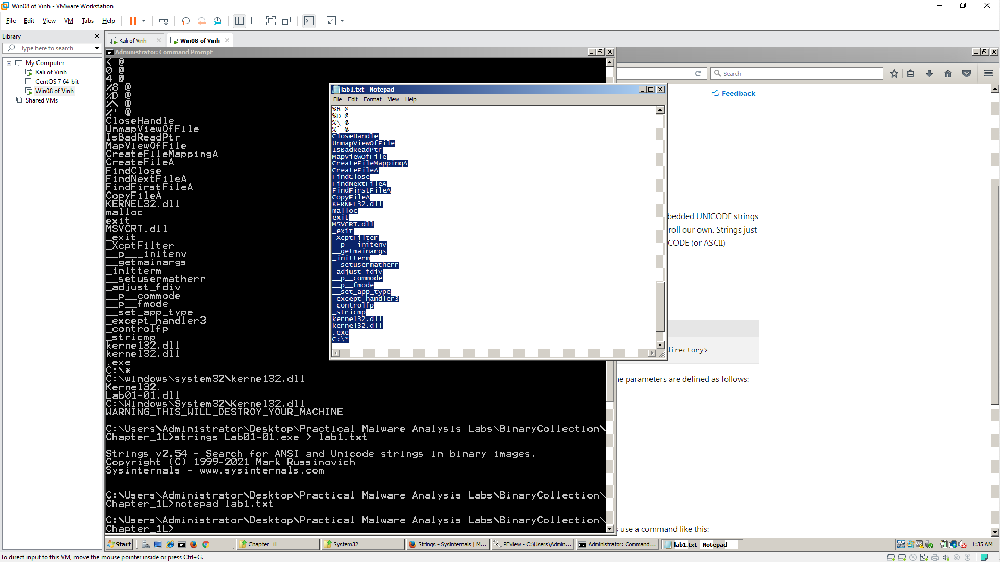 Win08 of Vinh - VMware Workstation
File Edit View VM Tabs Help
Library
Type here to search
My Computer
Kali of Vinh
CentOS 7 64-bit
Win08 of Vinh
Shared VMs
Kali of Vinh
Win08 of Vinh
Administrator: Command Prompt
< @
0 @
4 @
%8 @
%D @
%\ @
%` @
CloseHandle
UnmapViewOfFile
IsBadReadPtr
MapViewOfFile
CreateFileMappingA
CreateFileA
FindClose
FindNextFileA
FindFirstFileA
CopyFileA
KERNEL32.dll
malloc
exit
MSVCRT.dll
_exit
_XcptFilter
__p___initenv
__getmainargs
_initterm
__setusermatherr
_adjust_fdiv
__p__commode
__p__fmode
__set_app_type
_except_handler3
_controlfp
_stricmp
kerne132.dll
kernel32.dll
.exe
C:\*
C:\windows\system32\kerne132.dll
Kernel32.
Lab01-01.dll
C:\Windows\System32\Kernel32.dll
WARNING_THIS_WILL_DESTROY_YOUR_MACHINE
C:\Users\Administrator\Desktop\Practical Malware Analysis Labs\BinaryCollection\
Chapter_1L>strings Lab01-01.exe > lab1.txt
Strings v2.54 - Search for ANSI and Unicode strings in binary images.
Copyright (C) 1999-2021 Mark Russinovich
Sysinternals - www.sysinternals.com
C:\Users\Administrator\Desktop\Practical Malware Analysis Labs\BinaryCollection\
Chapter_1L>notepad lab1.txt
C:\Users\Administrator\Desktop\Practical Malware Analysis Labs\BinaryCollection\
Chapter_1L>
lab1.txt - Notepad
File Edit Format View Help
%8 @
%D @
%\ @
%` @
CloseHandle
UnmapViewOfFile
IsBadReadPtr
MapViewOfFile
CreateFileMappingA
CreateFileA
FindClose
FindNextFileA
FindFirstFileA
CopyFileA
KERNEL32.dll
malloc
exit
MSVCRT.dll
_exit
_XcptFilter
__p___initenv
__getmainargs
_initterm
__setusermatherr
_adjust_fdiv
__p__commode
__p__fmode
__set_app_type
_except_handler3
_controlfp
_stricmp
kerne132.dll
kernel32.dll
.exe
C:\*
Search
Feedback
bedded UNICODE strings
roll our own. Strings just
CODE (or ASCII)
directory>
he parameters are defined as follows:
s use a command like this:
Start
Chapter_1L
System32
Strings - Sysinternals | M...
PEview - C:\Users\Admin...
Administrator: Command...
lab1.txt - Notepad
1:35 AM
To direct input to this VM, move the mouse pointer inside or press Ctrl+G.